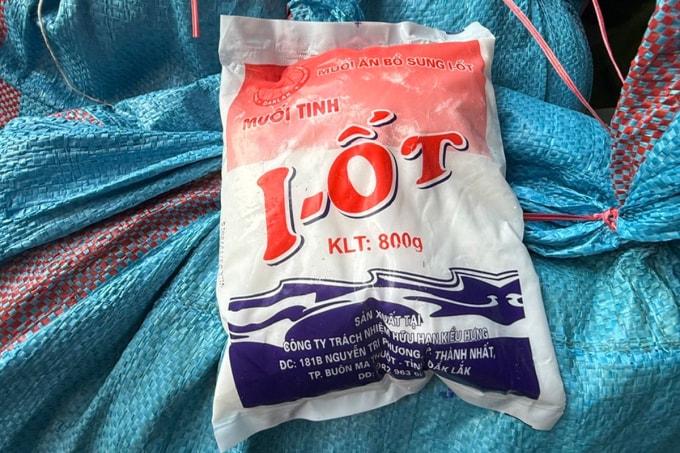 MUỐI ĂN BỔ SUNG I-ỐT
MUỐI TINH
I-ỐT
KLT: 800g
SẢN XUẤT TẠI
CÔNG TY TRÁCH NHIỆM HỮU HẠN KIỀU HƯNG
ĐC: 181B NGUYỄN TRI PHƯƠNG, P. THÀNH NHẤT,
TP. BUÔN MA THUỘT - TỈNH ĐẮK LẮK